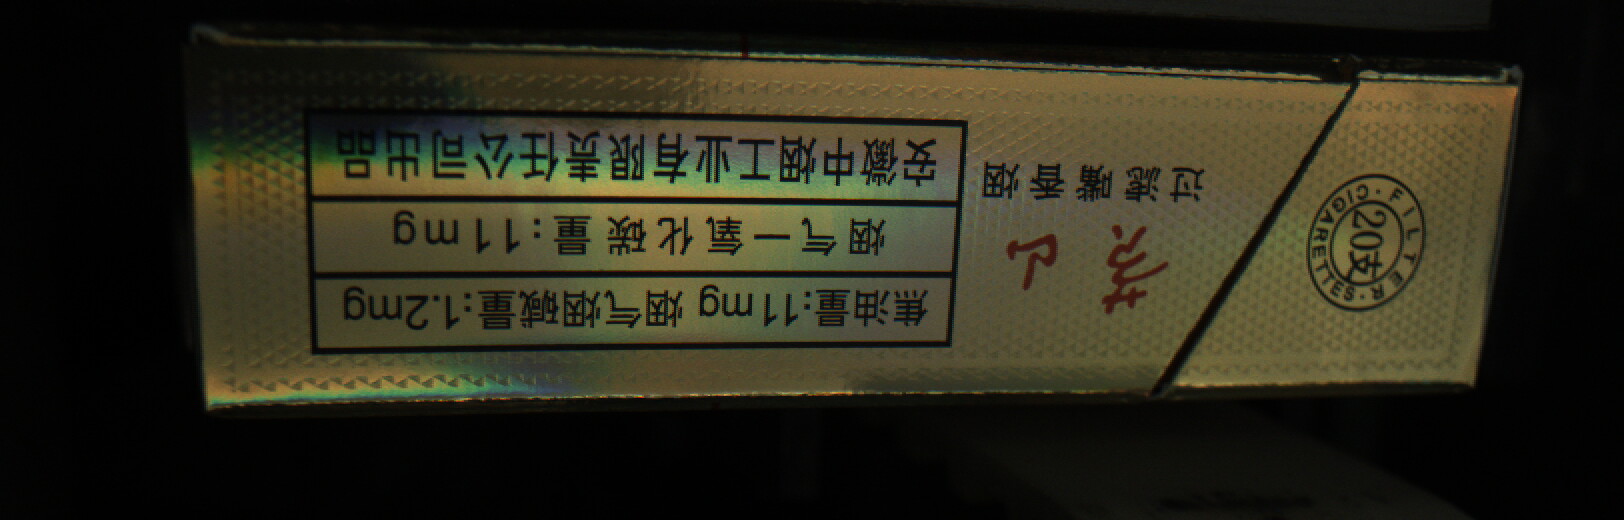 FILTER·CIGARETTES·
20支
黄山
过滤嘴香烟
焦油量:11mg 烟气烟碱量:1.2mg
烟气一氧化碳量:11mg
安徽中烟工业有限责任公司出品